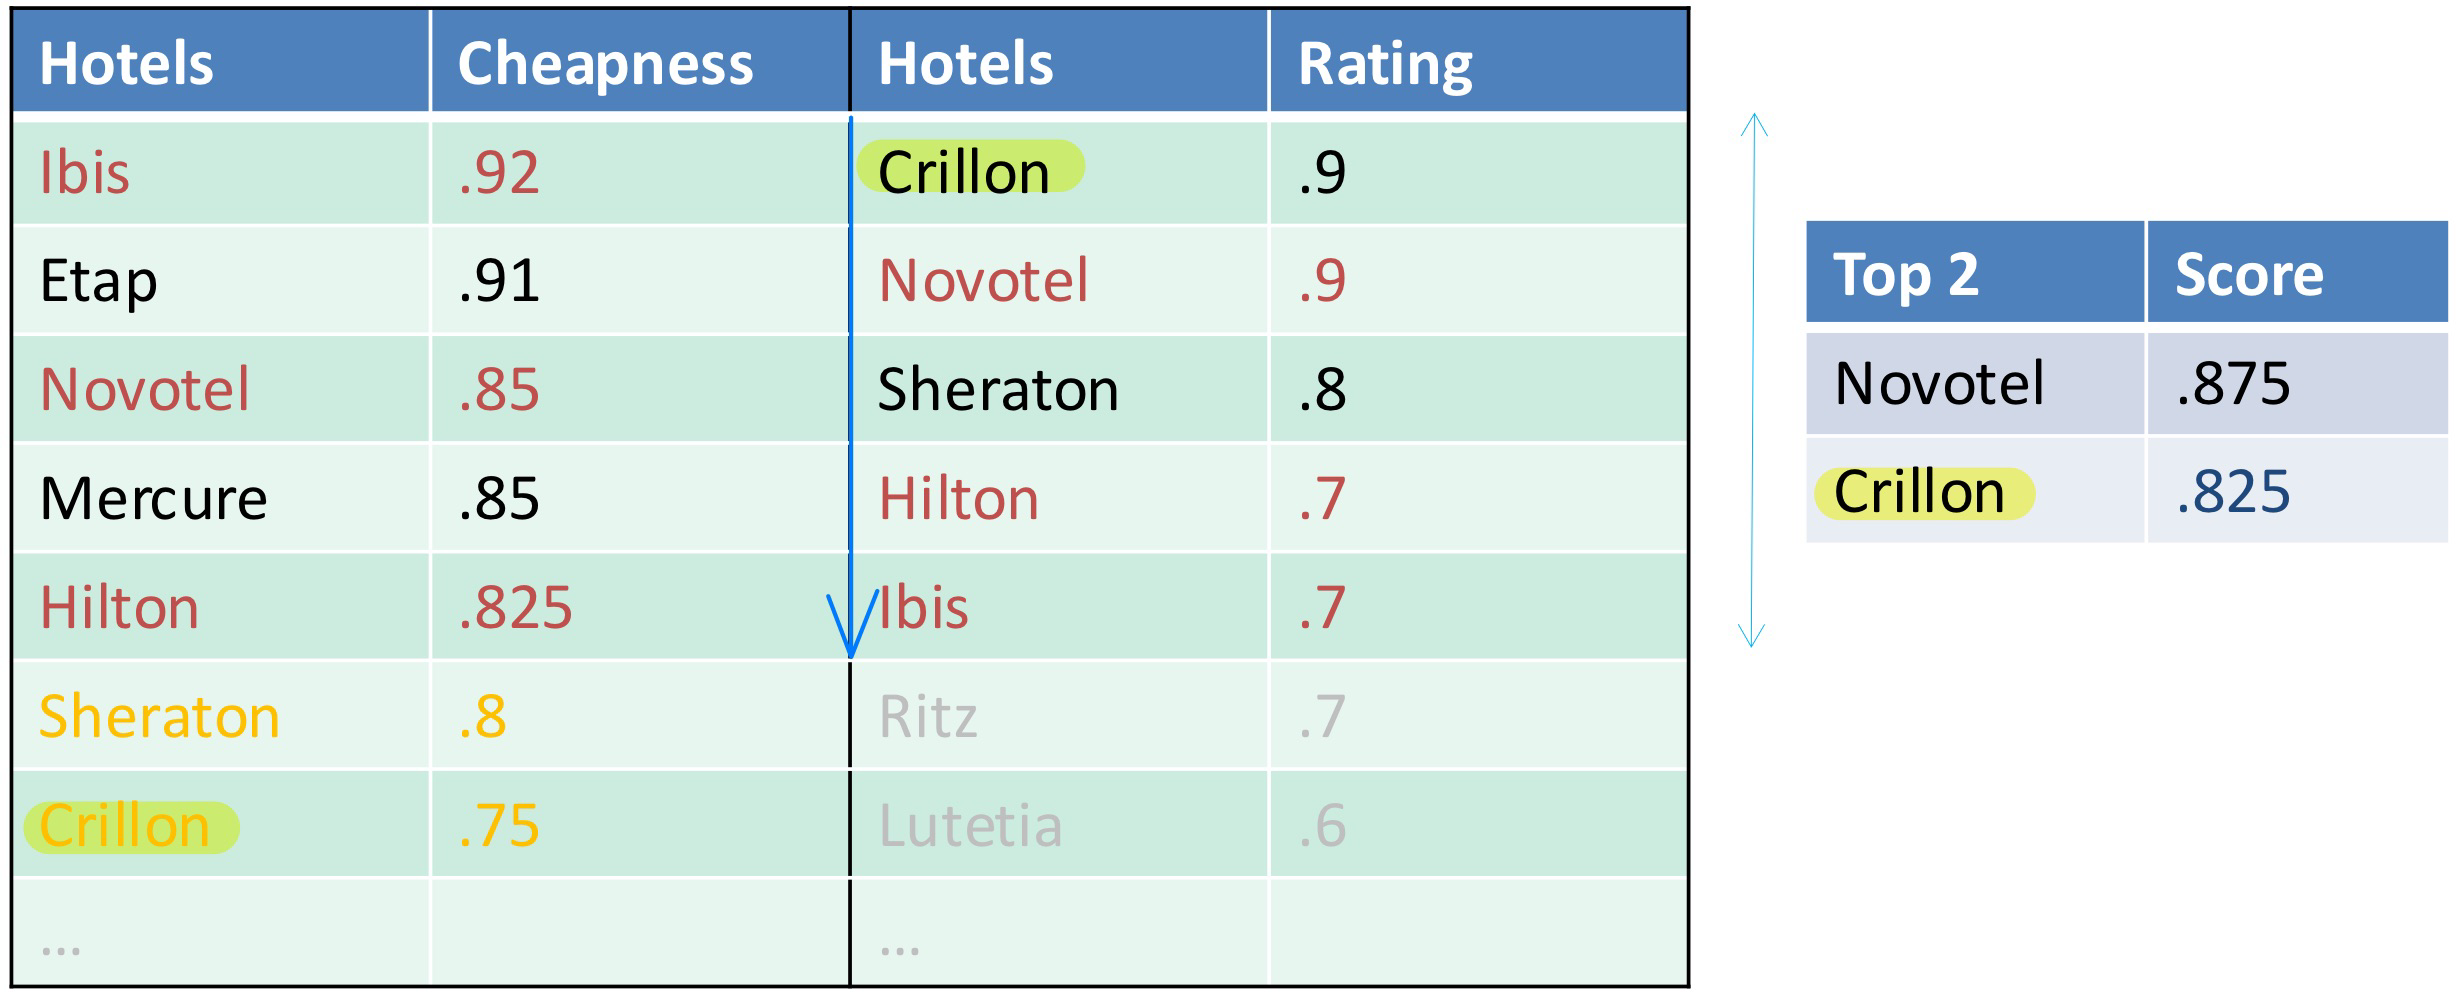 Hotels Cheapness Hotels Rating
Ibis .92 Crillon .9
Etap .91 Novotel .9
Novotel .85 Sheraton .8
Mercure .85 Hilton .7
Hilton .825 Ibis .7
Sheraton .8 Ritz .7
Crillon .75 Lutetia .6
... ...
Top 2 Score
Novotel .875
Crillon .825